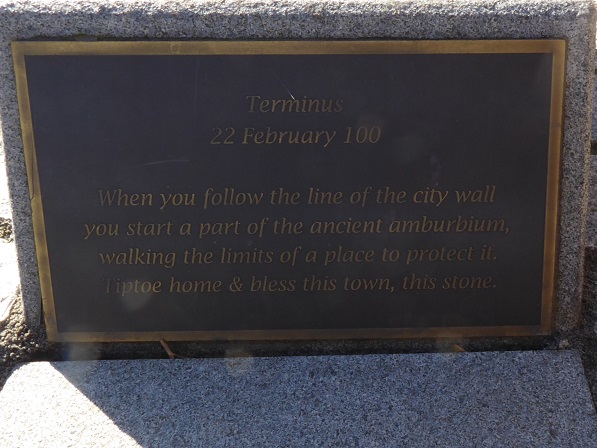 Terminus
22 February 100
When you follow the line of the city wall
you start a part of the ancient amburbium,
walking the limits of a place to protect it.
Tiptoe home & bless this town, this stone.